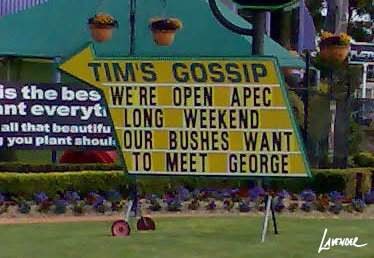 TIM'S GOSSIP
WE'RE OPEN APEC
LONG WEEKEND
OUR BUSHES WANT
TO MEET GEORGE
is the bes
nt everyt
all that beautifu
you plant shoul
LAVENDER